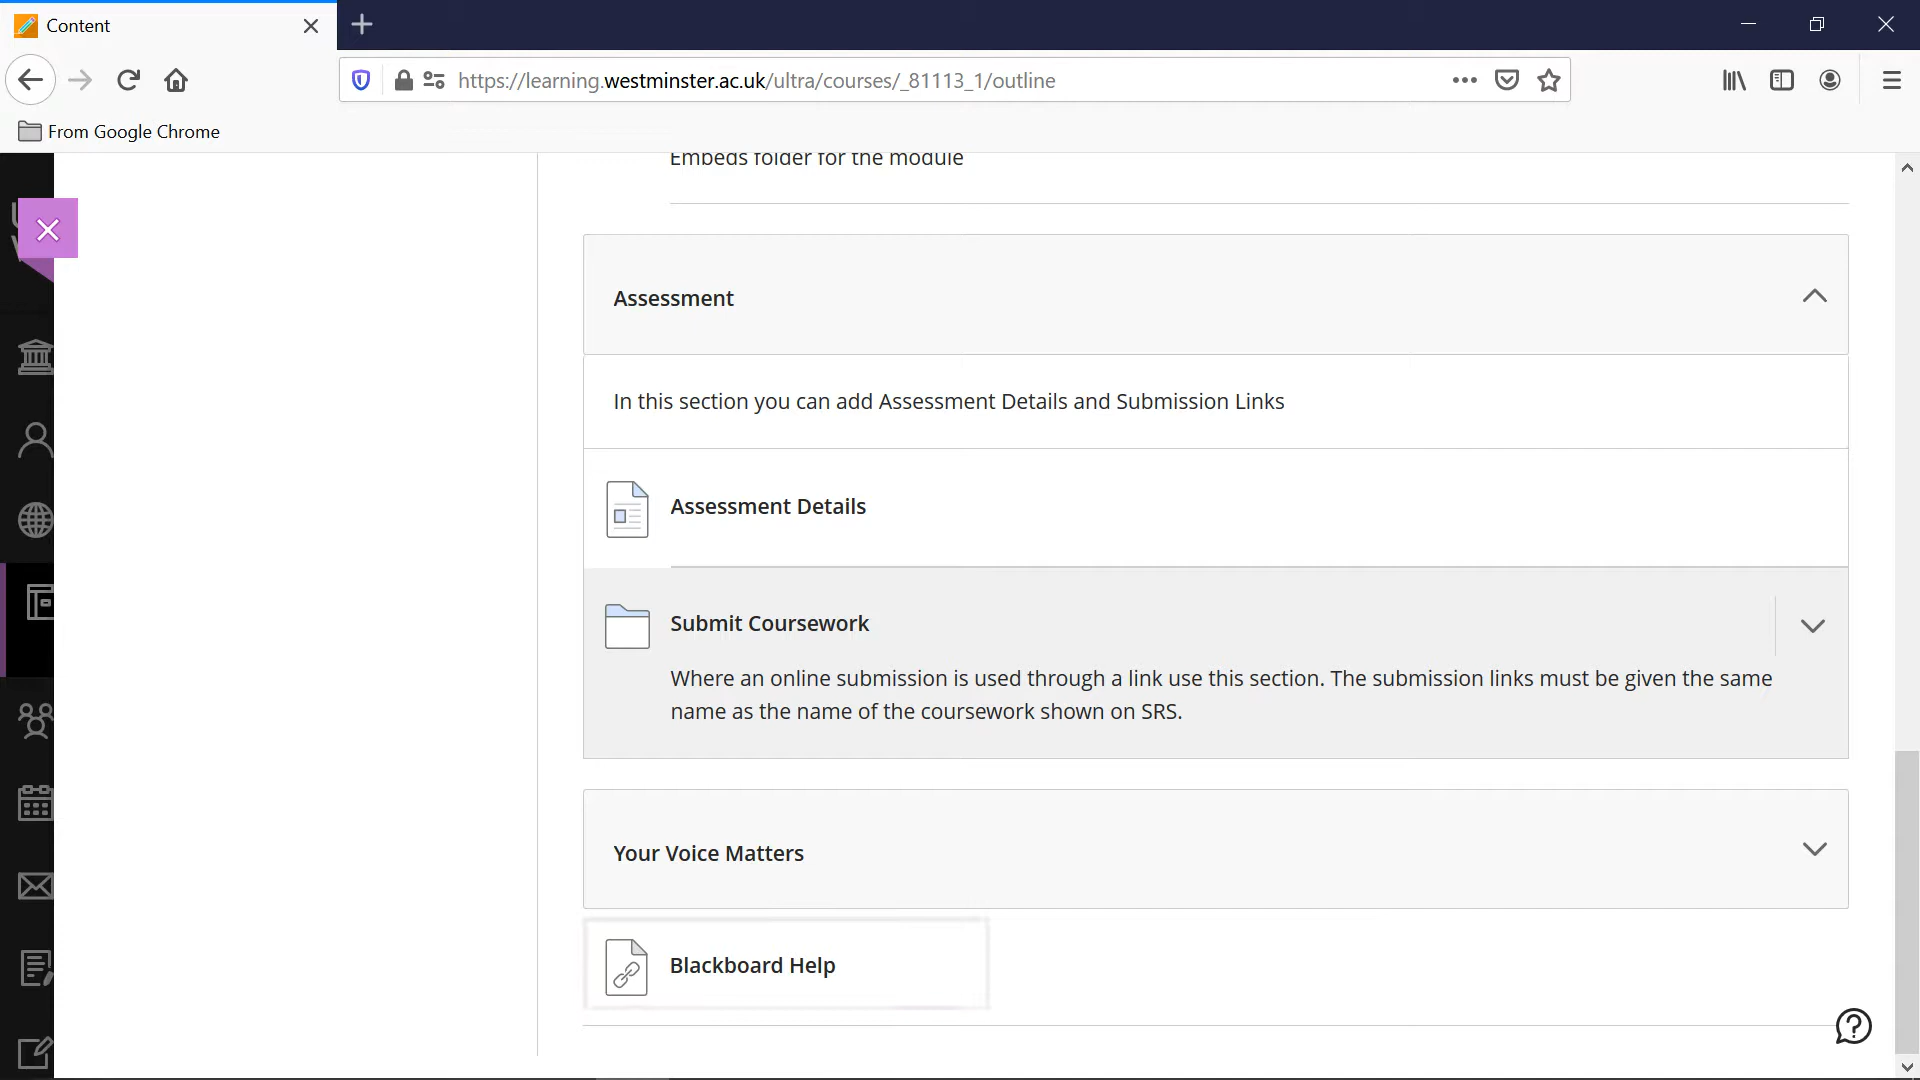 Content
https://learning.westminster.ac.uk/ultra/courses/_81113_1/outline
From Google Chrome
Embeds folder for the module
Assessment
In this section you can add Assessment Details and Submission Links
Assessment Details
Submit Coursework
Where an online submission is used through a link use this section. The submission links must be given the same
name as the name of the coursework shown on SRS.
Your Voice Matters
Blackboard Help